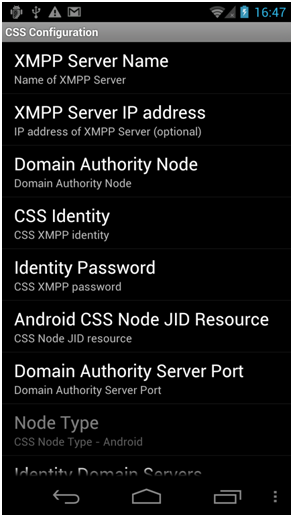 16:47
CSS Configuration
XMPP Server Name
Name of XMPP Server
XMPP Server IP address
IP address of XMPP Server (optional)
Domain Authority Node
Domain Authority Node
CSS Identity
CSS XMPP identity
Identity Password
CSS XMPP password
Android CSS Node JID Resource
CSS Node JID resource
Domain Authority Server Port
Domain Authority Server Port
Node Type
CSS Node Type - Android
Identity Domain Servers